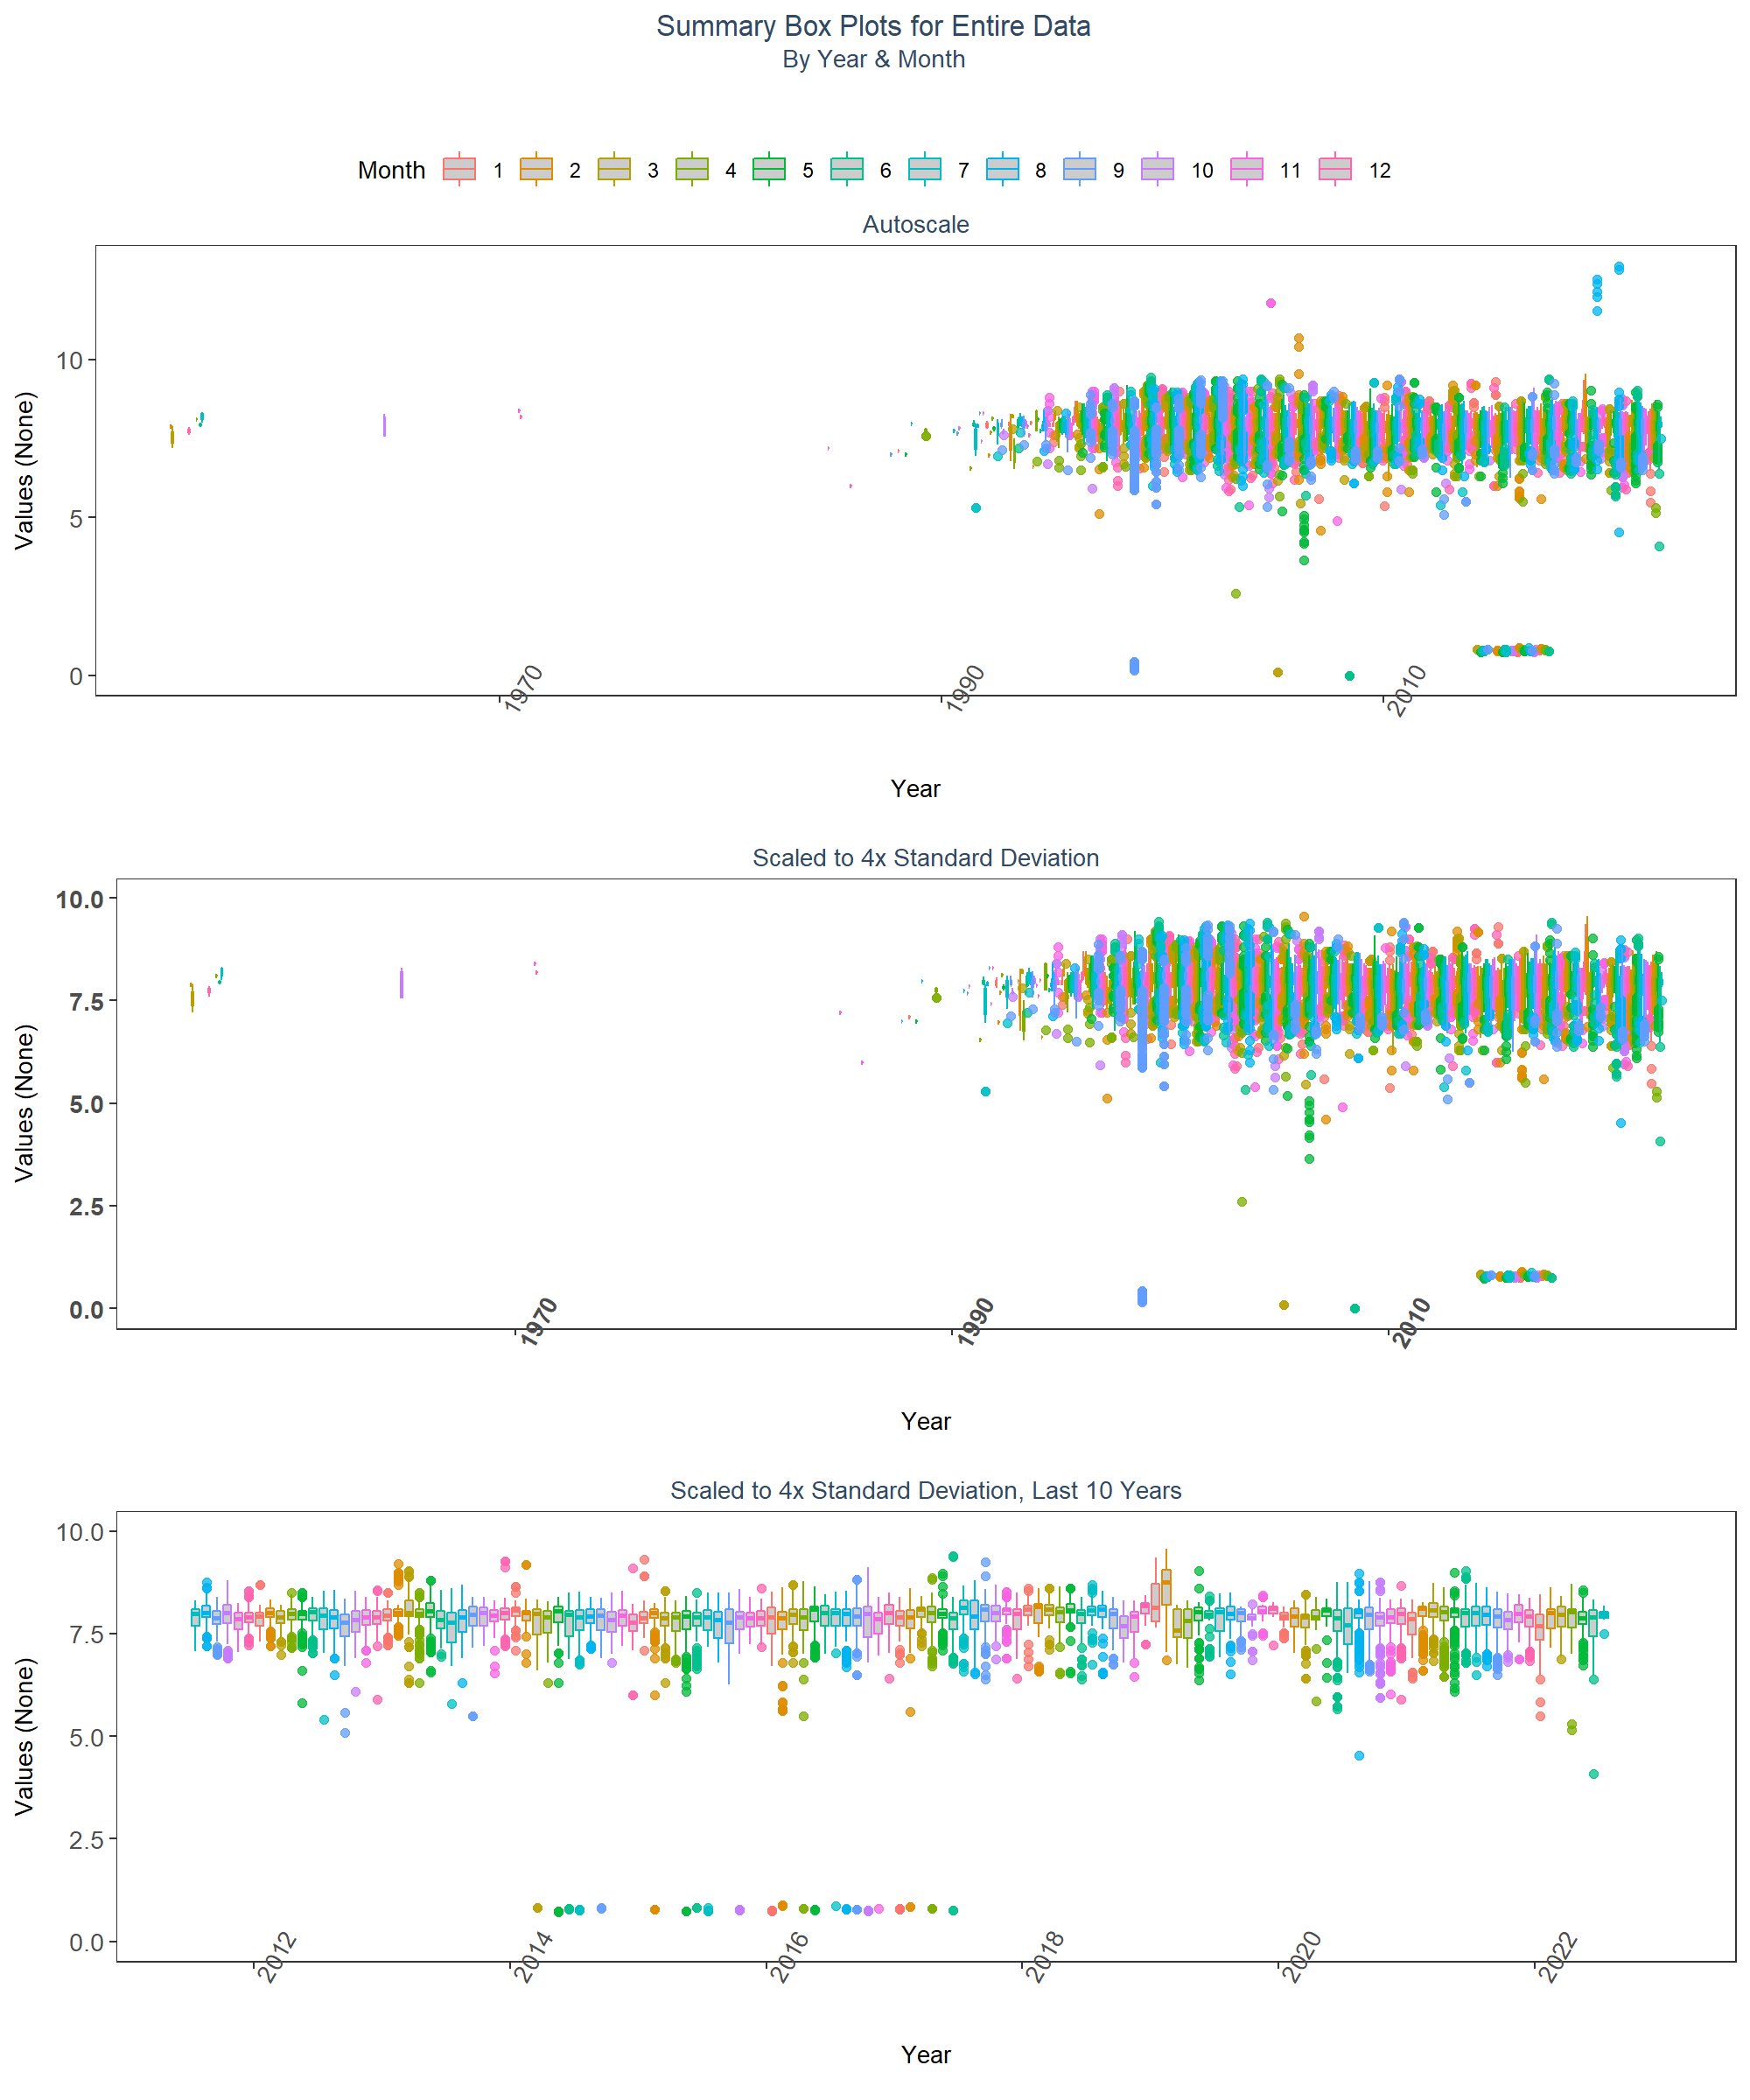 Summary Box Plots for Entire Data
By Year & Month
Month 1 2 3 4 5 6 7 8 9 10 11 12
Autoscale
Values (None)
10
5
0
1970 1990 2010
Year
Scaled to 4x Standard Deviation
Values (None)
10.0
7.5
5.0
2.5
0.0
1970 1990 2010
Year
Scaled to 4x Standard Deviation, Last 10 Years
Values (None)
10.0
7.5
5.0
2.5
0.0
2012 2014 2016 2018 2020 2022
Year